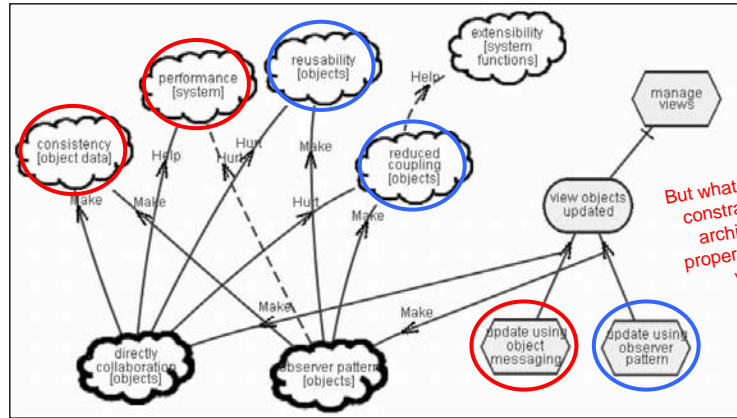 extensibility
[system
functions]
reusability
[objects]
performance
[system]
Help
manage
views
consistency
[object data]
Help
Hurt
Hurt
Make
reduced
coupling
[objects]
Make
Make
Hurt
Make
view objects
updated
But what
constra
archi
proper
Make
Make
directly
collaboration
[objects]
observer pattern
[objects]
update using
object
messaging
update using
observer
pattern